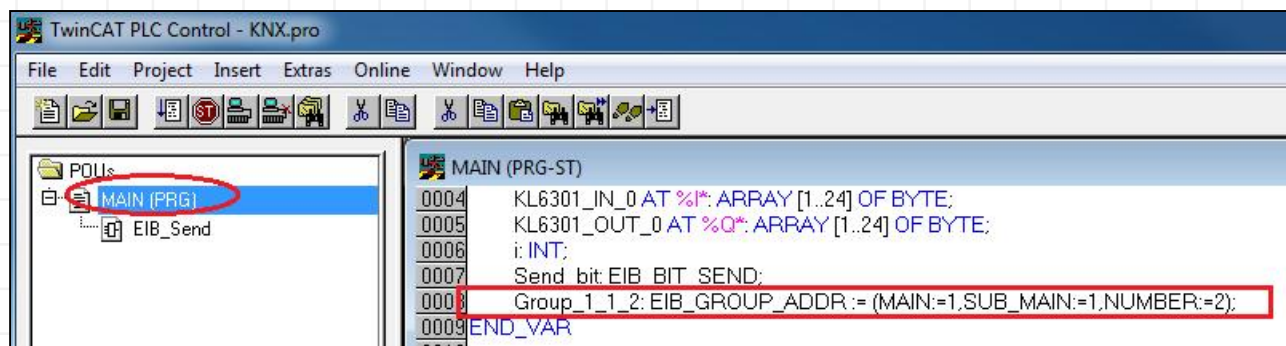 TwinCAT PLC Control - KNX.pro
File Edit Project Insert Extras Online Window Help
POUs
MAIN (PRG)
EIB_Send
MAIN (PRG-ST)
0004 KL6301_IN_0 AT %I*: ARRAY [1..24] OF BYTE;
0005 KL6301_OUT_0 AT %Q*: ARRAY [1..24] OF BYTE;
0006 i: INT;
0007 Send_bit: EIB_BIT_SEND;
0008 Group_1_1_2: EIB_GROUP_ADDR := (MAIN:=1,SUB_MAIN:=1,NUMBER:=2);
0009 END_VAR